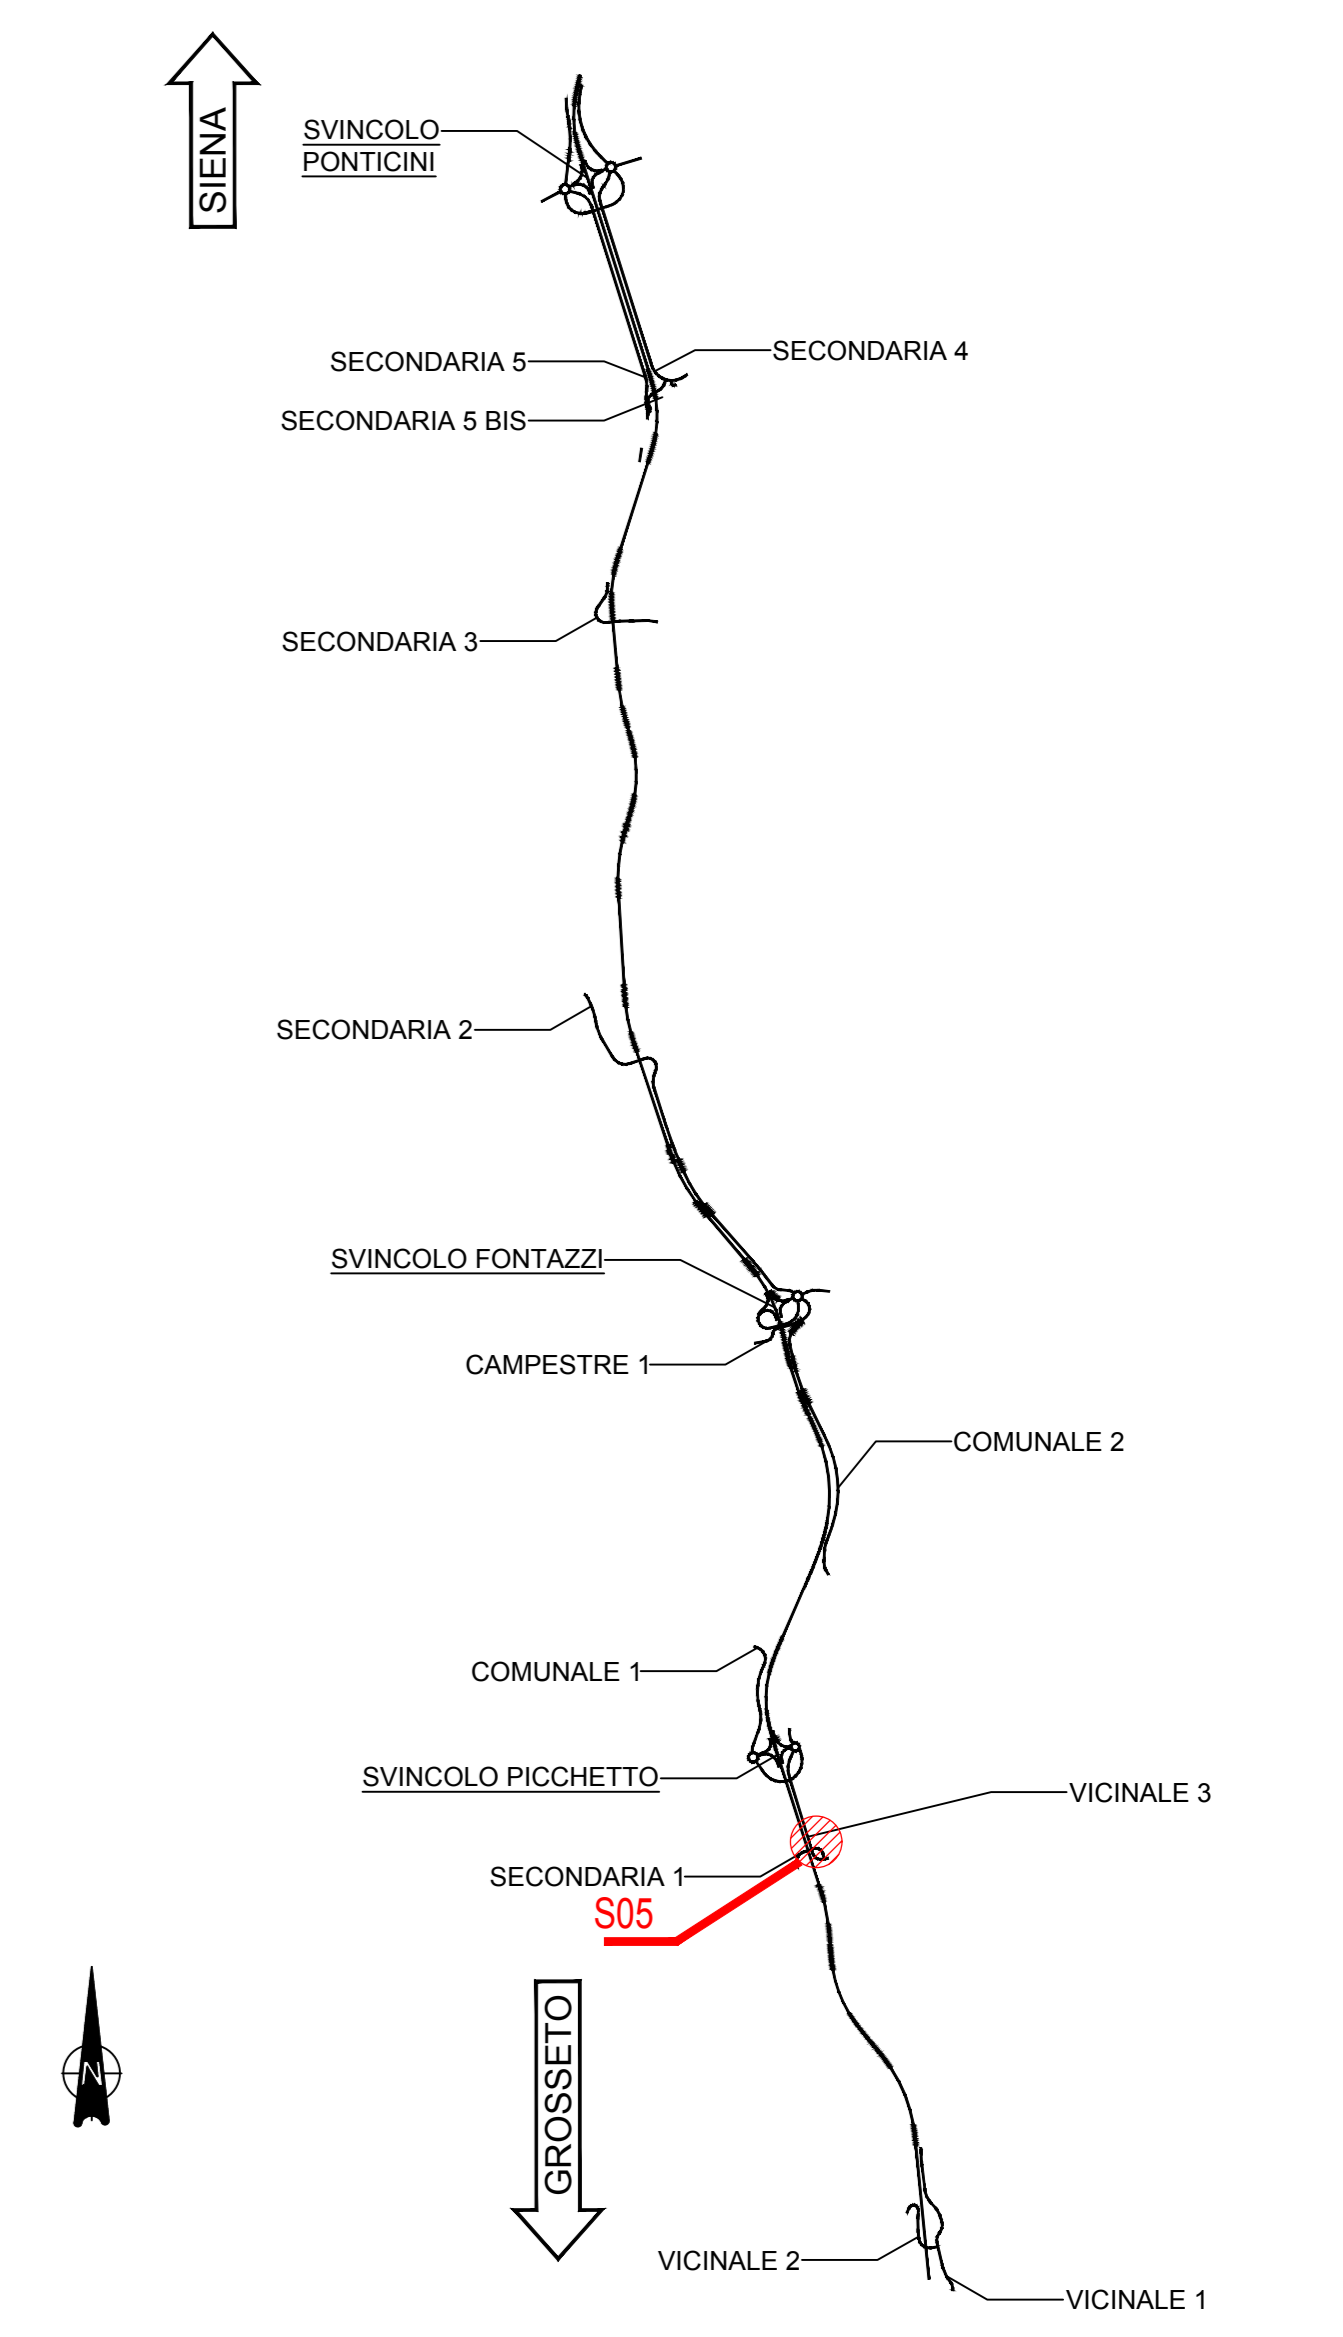 SIENA
SVINCOLO
PONTICINI
SECONDARIA 4
SECONDARIA 5
SECONDARIA 5 BIS
SECONDARIA 3
SECONDARIA 2
SVINCOLO FONTAZZI
CAMPESTRE 1
COMUNALE 2
COMUNALE 1
SVINCOLO PICCHETTO
VICINALE 3
SECONDARIA 1
S05
GROSSETO
N
VICINALE 2
VICINALE 1